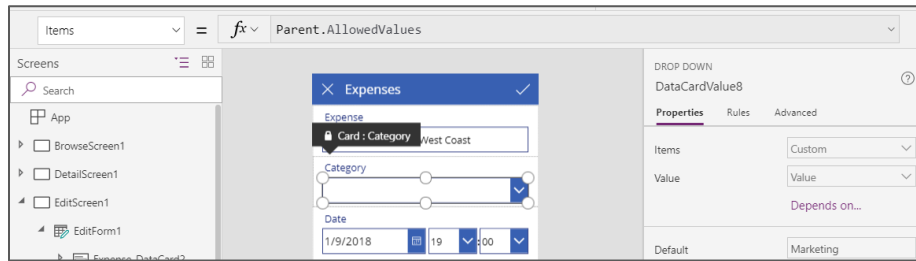 Items = fx Parent.AllowedValues
Screens
Search
App
BrowseScreen1
DetailScreen1
EditScreen1
EditForm1
Expense_DataCard2
Expenses
Expense
Card : Category
West Coast
Category
Date
1/9/2018 19 :00
DROP DOWN
DataCardValue8
?
Properties Rules Advanced
Items Custom
Value Value
Depends on...
Default Marketing